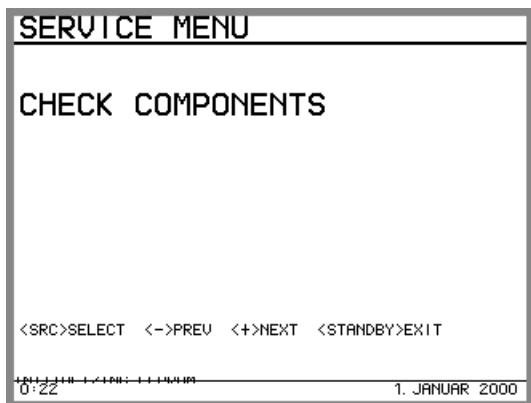 SERVICE MENU
CHECK COMPONENTS
<SRC>SELECT <->PREV <+>NEXT <STANDBY>EXIT
0:22 1. JANUAR 2000